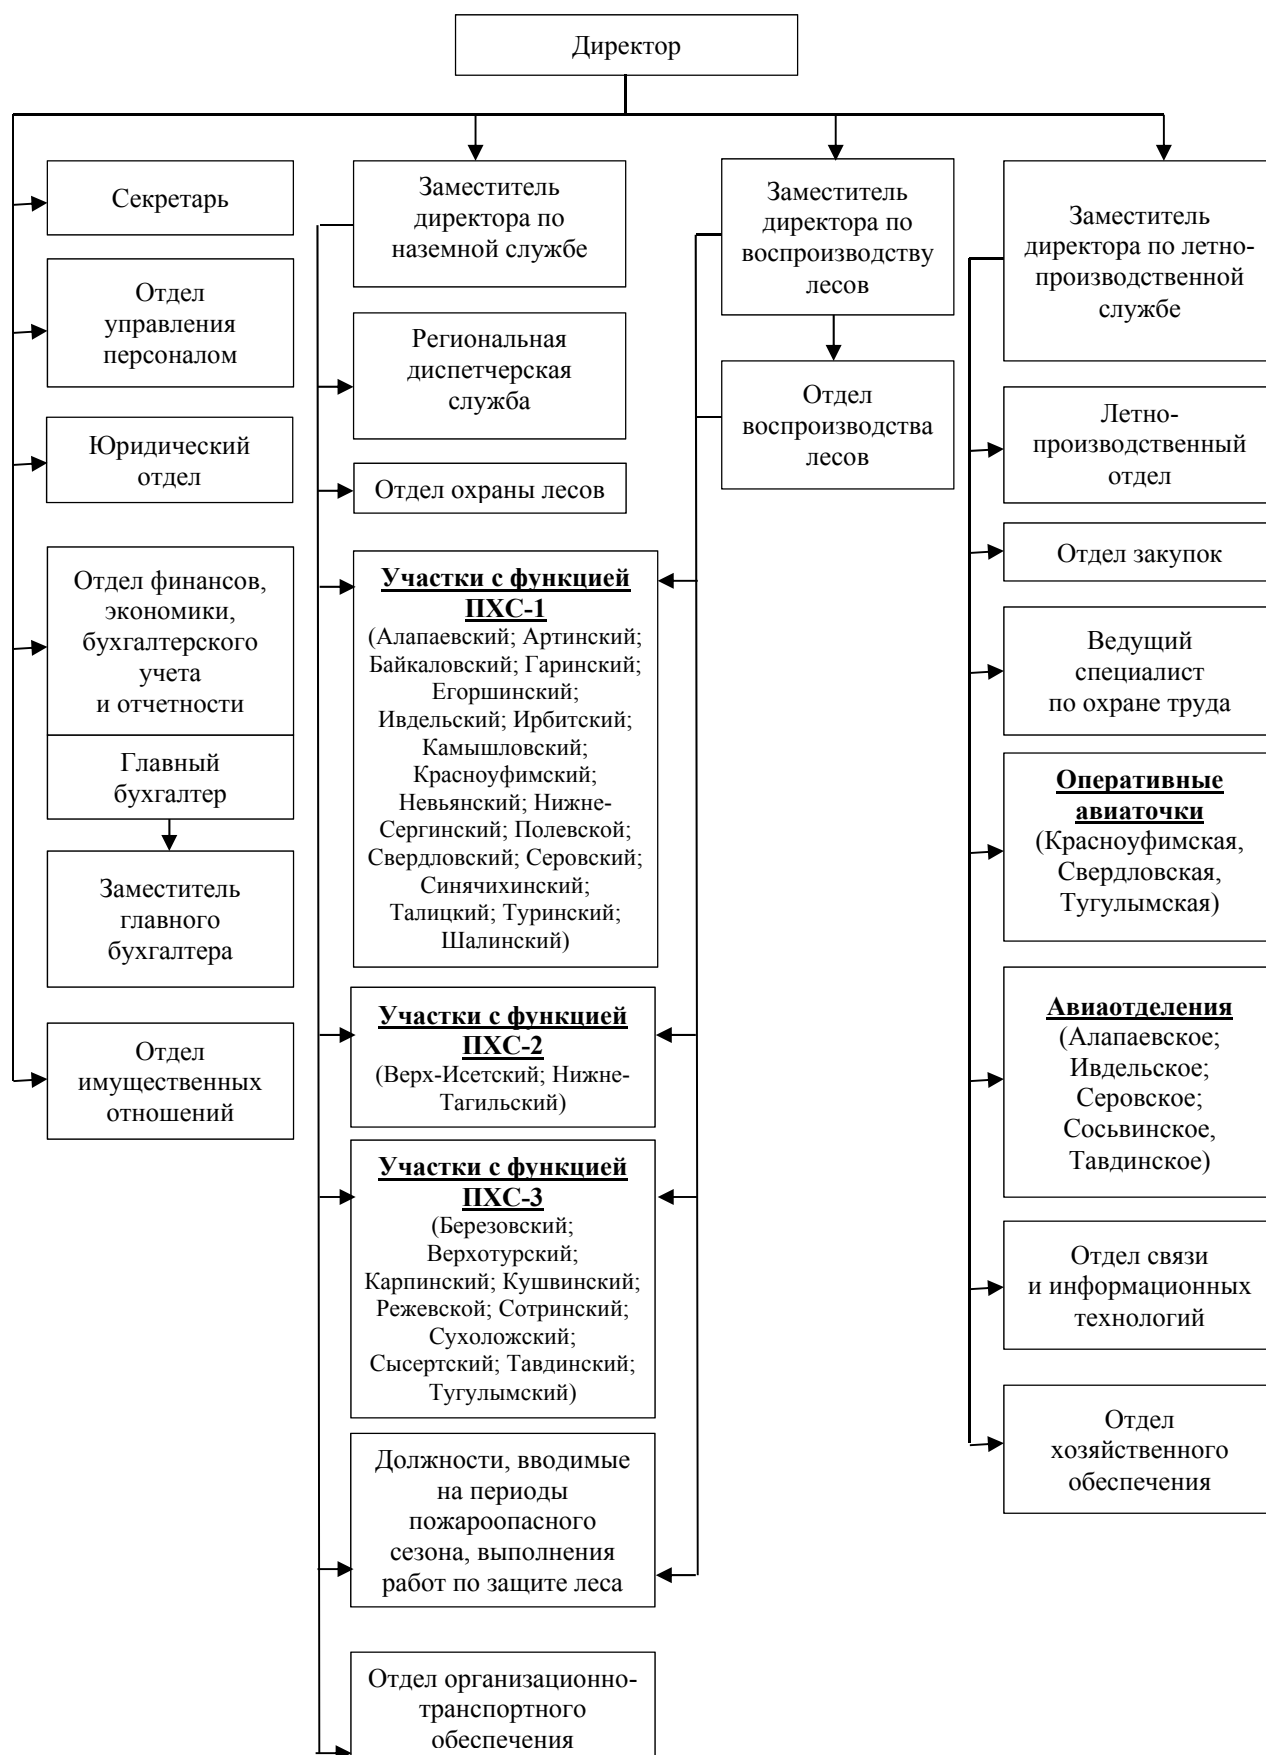 Директор
Секретарь
Отдел
управления
персоналом
Юридический
отдел
Отдел финансов,
экономики,
бухгалтерского
учета
и отчетности
Главный
бухгалтер
Заместитель
главного
бухгалтера
Отдел
имущественных
отношений
Заместитель
директора по
наземной службе
Региональная
диспетчерская
служба
Отдел охраны лесов
Участки с функцией
ПХС-1
(Алапаевский; Артинский;
Байкаловский; Гаринский;
Егоршинский;
Ивдельский; Ирбитский;
Камышловский;
Красноуфимский;
Невьянский; Нижне-
Сергинский; Полевской;
Свердловский; Серовский;
Синячихинский;
Талицкий; Туринский;
Шалинский)
Участки с функцией
ПХС-2
(Верх-Исетский; Нижне-
Тагильский)
Участки с функцией
ПХС-3
(Березовский;
Верхотурский;
Карпинский; Кушвинский;
Режевской; Сотринский;
Сухоложский;
Сысертский; Тавдинский;
Тугулымский)
Должности, вводимые
на периоды
пожароопасного
сезона, выполнения
работ по защите леса
Отдел организационно-
транспортного
обеспечения
Заместитель
директора по
воспроизводству
лесов
Отдел
воспроизводства
лесов
Заместитель
директора по летно-
производственной
службе
Летно-
производственный
отдел
Отдел закупок
Ведущий
специалист
по охране труда
Оперативные
авиаточки
(Красноуфимская,
Свердловская,
Тугулымская)
Авиаотделения
(Алапаевское;
Ивдельское;
Серовское;
Сосьвинское,
Тавдинское)
Отдел связи
и информационных
технологий
Отдел
хозяйственного
обеспечения